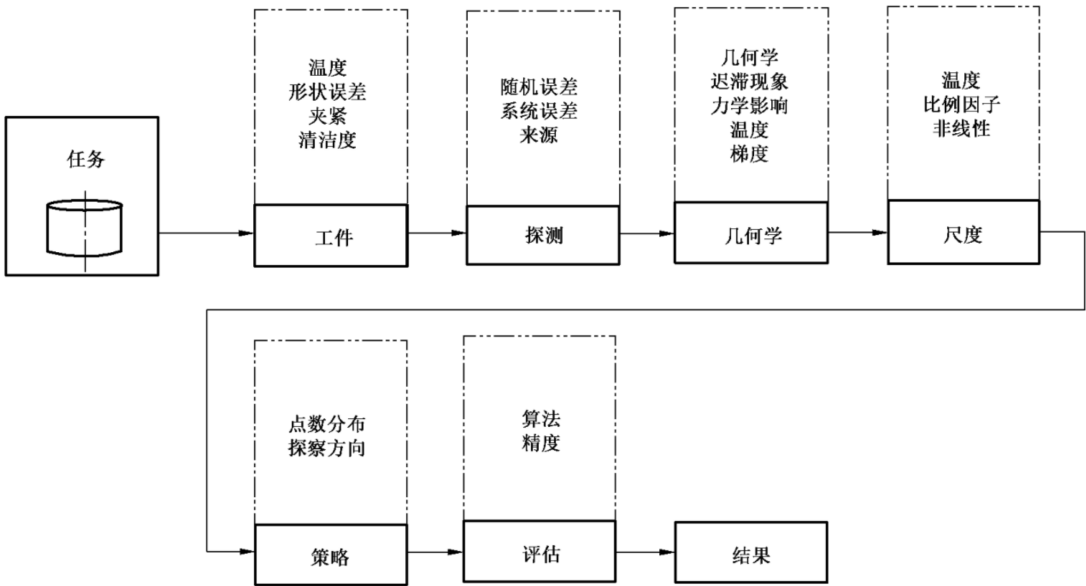 任务
温度
形状误差
夹紧
清洁度
工件
随机误差
系统误差
来源
探测
几何学
迟滞现象
力学影响
温度
梯度
几何学
温度
比例因子
非线性
尺度
点数分布
探察方向
策略
算法
精度
评估
结果